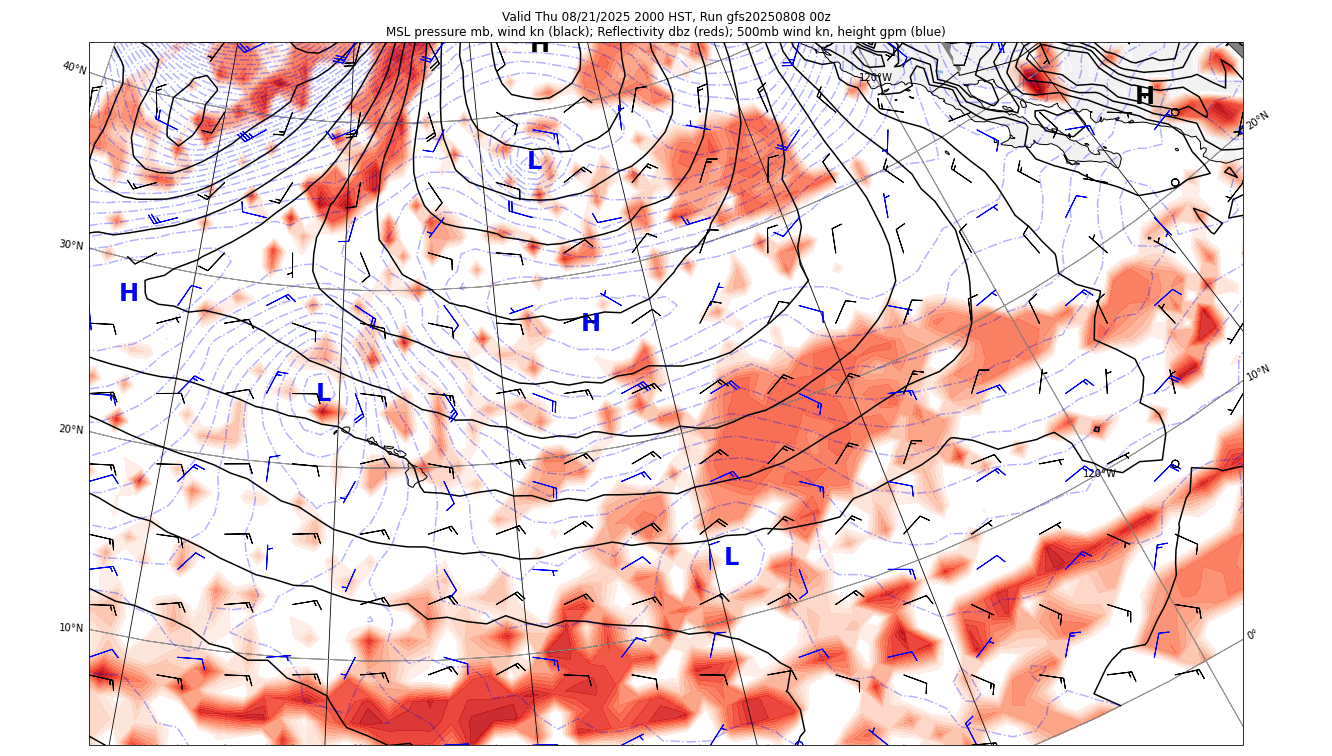 Valid Thu 08/21/2025 2000 HST, Run gfs20250808 00z
MSL pressure mb, wind kn (black); Reflectivity dbz (reds); 500mb wind kn, height gpm (blue)
H
40°N
120°W
H
20°N
L
30°N
H
H
L
10°N
20°N
120°W
L
10°N
0°